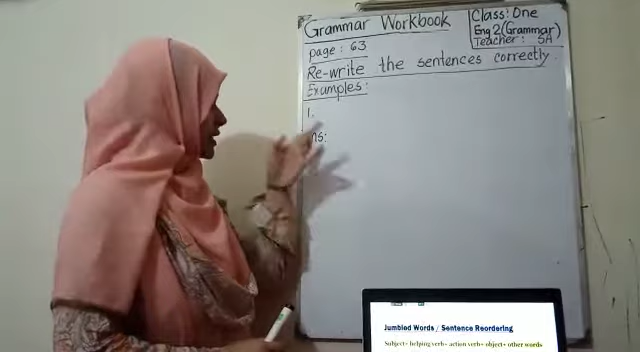 Grammar Workbook
Class: One
Eng 2 (Grammar)
Teacher: SA
page: 63
Re-write the sentences correctly.
Examples:
1.
ns:
Jumbled Words / Sentence Reordering
Subject+ helping verb+ action verb+ object+ other words